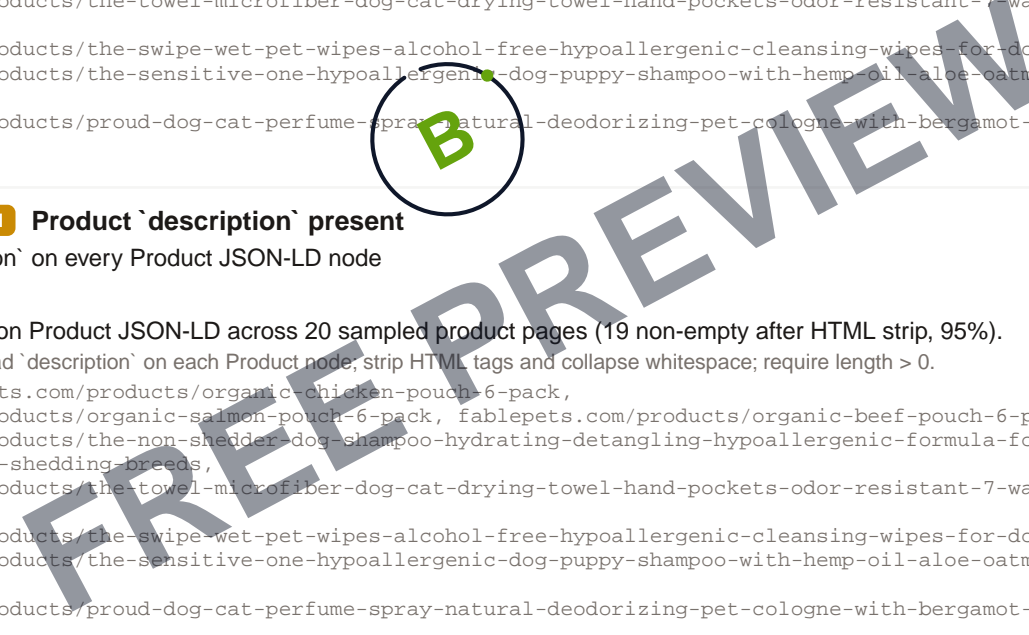 oducts/the-towel-microfiber-dog-cat-drying-towel-hand-pockets-odor-resistant-7-wa
oducts/the-swipe-wet-pet-wipes-alcohol-free-hypoallergenic-cleansing-wipes-for-do
oducts/the-sensitive-one-hypoallergenic-dog-puppy-shampoo-with-hemp-oil-aloe-oatm
oducts/proud-dog-cat-perfume-spray-natural-deodorizing-pet-cologne-with-bergamot-
B
Product `description` present
on` on every Product JSON-LD node
on Product JSON-LD across 20 sampled product pages (19 non-empty after HTML strip, 95%).
ad `description` on each Product node; strip HTML tags and collapse whitespace; require length > 0.
ts.com/products/organic-chicken-pouch-6-pack,
oducts/organic-salmon-pouch-6-pack, fablepets.com/products/organic-beef-pouch-6-p
oducts/the-non-shedder-dog-shampoo-hydrating-detangling-hypoallergenic-formula-fo
-shedding-breeds,
oducts/the-towel-microfiber-dog-cat-drying-towel-hand-pockets-odor-resistant-7-wa
oducts/the-swipe-wet-pet-wipes-alcohol-free-hypoallergenic-cleansing-wipes-for-do
oducts/the-sensitive-one-hypoallergenic-dog-puppy-shampoo-with-hemp-oil-aloe-oatm
oducts/proud-dog-cat-perfume-spray-natural-deodorizing-pet-cologne-with-bergamot-
FREE PREVIEW